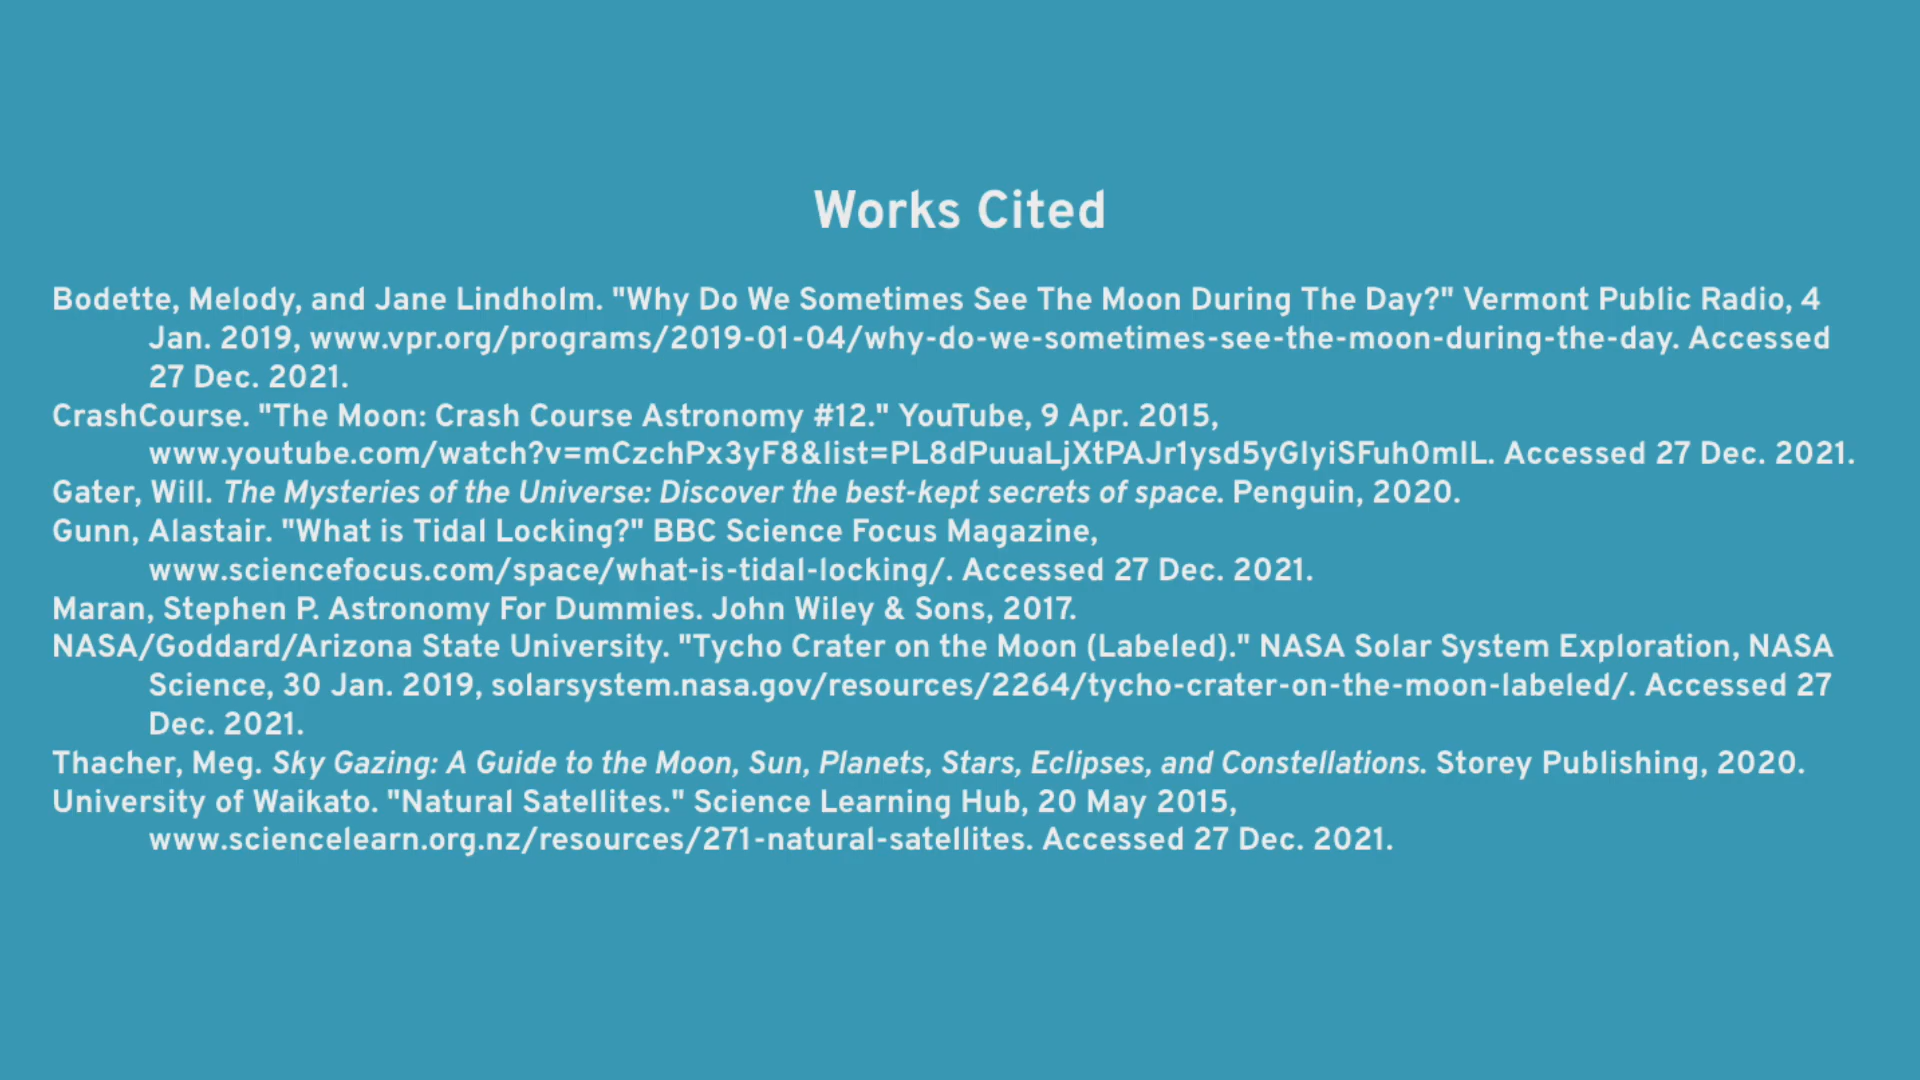 Works Cited
Bodette, Melody, and Jane Lindholm. "Why Do We Sometimes See The Moon During The Day?" Vermont Public Radio, 4
Jan. 2019, www.vpr.org/programs/2019-01-04/why-do-we-sometimes-see-the-moon-during-the-day. Accessed
27 Dec. 2021.
CrashCourse. "The Moon: Crash Course Astronomy #12." YouTube, 9 Apr. 2015,
www.youtube.com/watch?v=mCzchPx3yF8&list=PL8dPuuaLjXtPAJr1ysd5yGIyiSFuh0mIL. Accessed 27 Dec. 2021.
Gater, Will. The Mysteries of the Universe: Discover the best-kept secrets of space. Penguin, 2020.
Gunn, Alastair. "What is Tidal Locking?" BBC Science Focus Magazine,
www.sciencefocus.com/space/what-is-tidal-locking/. Accessed 27 Dec. 2021.
Maran, Stephen P. Astronomy For Dummies. John Wiley & Sons, 2017.
NASA/Goddard/Arizona State University. "Tycho Crater on the Moon (Labeled)." NASA Solar System Exploration, NASA
Science, 30 Jan. 2019, solarsystem.nasa.gov/resources/2264/tycho-crater-on-the-moon-labeled/. Accessed 27
Dec. 2021.
Thacher, Meg. Sky Gazing: A Guide to the Moon, Sun, Planets, Stars, Eclipses, and Constellations. Storey Publishing, 2020.
University of Waikato. "Natural Satellites." Science Learning Hub, 20 May 2015,
www.sciencelearn.org.nz/resources/271-natural-satellites. Accessed 27 Dec. 2021.